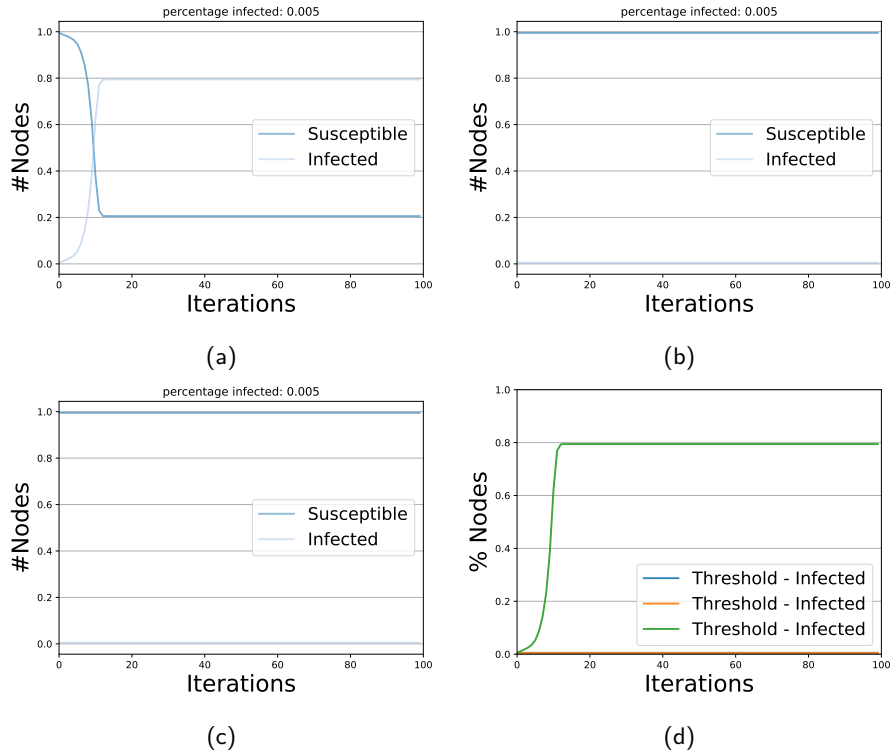 percentage infected: 0.005
1.0
0.8
0.6
0.4
0.2
0.0
#Nodes
Susceptible
Infected
0 20 40 60 80 100
Iterations
(a)
percentage infected: 0.005
1.0
0.8
0.6
0.4
0.2
0.0
#Nodes
Susceptible
Infected
0 20 40 60 80 100
Iterations
(b)
percentage infected: 0.005
1.0
0.8
0.6
0.4
0.2
0.0
#Nodes
Susceptible
Infected
0 20 40 60 80 100
Iterations
(c)
1.0
0.8
0.6
0.4
0.2
0.0
% Nodes
Threshold - Infected
Threshold - Infected
Threshold - Infected
0 20 40 60 80 100
Iterations
(d)